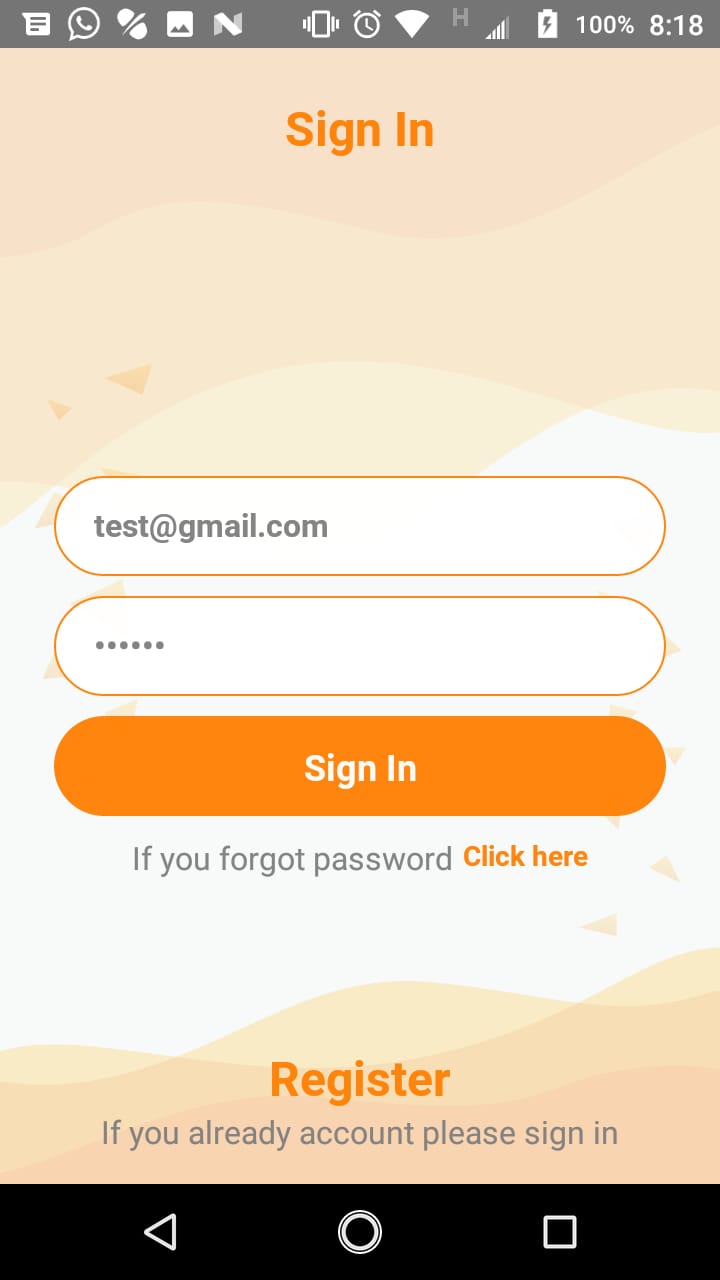 H 100% 8:18
Sign In
test@gmail.com
••••••
Sign In
If you forgot password Click here
Register
If you already account please sign in